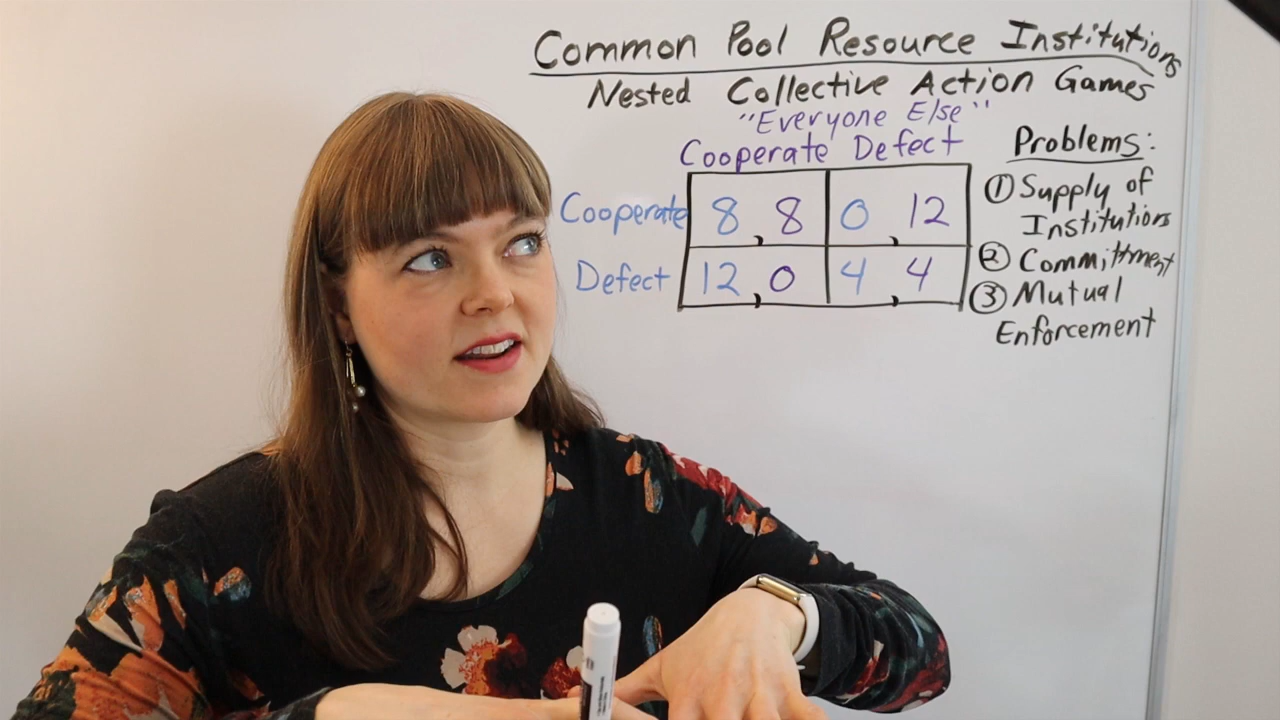 Common Pool Resource Institutions
Nested Collective Action Games
"Everyone Else"
Cooperate Defect
Cooperate 8, 8 0, 12
Defect 12, 0 4, 4
Problems:
① Supply of
Institutions
② Committment
③ Mutual
Enforcement